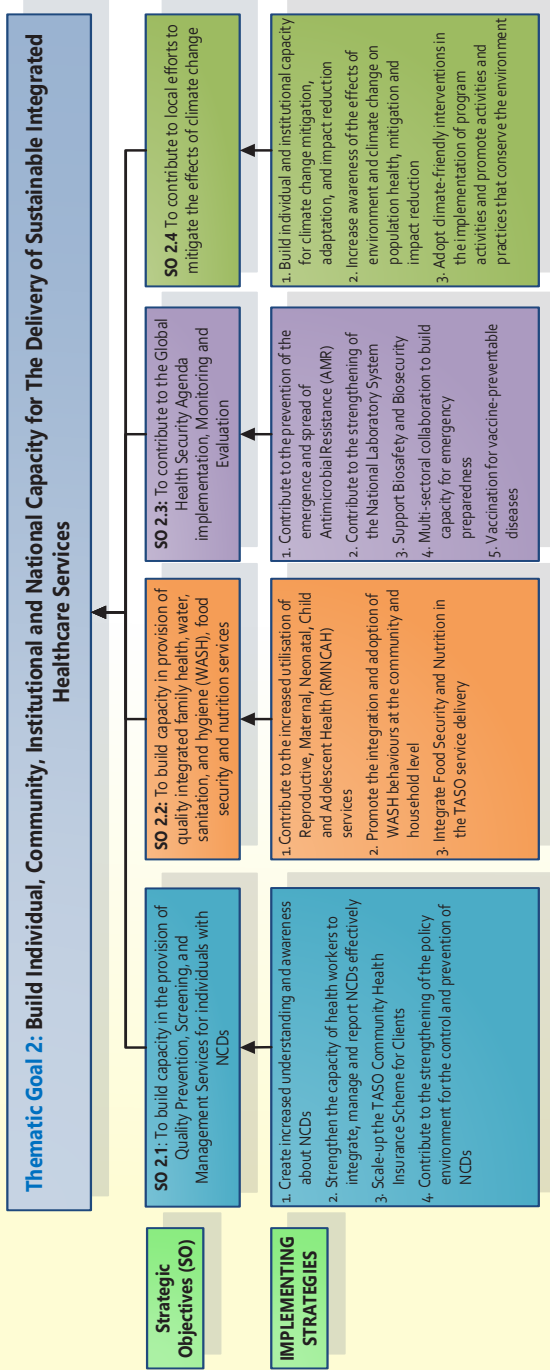 Thematic Goal 2: Build Individual, Community, Institutional and National Capacity for The Delivery of Sustainable Integrated
Healthcare Services
Strategic
Objectives (SO)
SO 2.1: To build capacity in the provision of
Quality Prevention, Screening, and
Management Services for individuals with
NCDs
SO 2.2: To build capacity in provision of
quality integrated family health, water,
sanitation, and hygiene (WASH), food
security and nutrition services
SO 2.3: To contribute to the Global
Health Security Agenda
implementation, Monitoring and
Evaluation
SO 2.4 To contribute to local efforts to
mitigate the effects of climate change
IMPLEMENTING
STRATEGIES
1. Create increased understanding and awareness
about NCDs
2. Strengthen the capacity of health workers to
integrate, manage and report NCDs effectively
3. Scale-up the TASO Community Health
Insurance Scheme for Clients
4. Contribute to the strengthening of the policy
environment for the control and prevention of
NCDs
1. Contribute to the increased utilisation of
Reproductive, Maternal, Neonatal, Child
and Adolescent Health (RMNCAH)
services
2. Promote the integration and adoption of
WASH behaviours at the community and
household level
3. Integrate Food Security and Nutrition in
the TASO service delivery
1. Contribute to the prevention of the
emergence and spread of
Antimicrobial Resistance (AMR)
2. Contribute to the strengthening of
the National Laboratory System
3. Support Biosafety and Biosecurity
4. Multi-sectoral collaboration to build
capacity for emergency
preparedness
5. Vaccination for vaccine-preventable
diseases
1. Build individual and institutional capacity
for climate change mitigation,
adaptation, and impact reduction
2. Increase awareness of the effects of
environment and climate change on
population health, mitigation and
impact reduction
3. Adopt climate-friendly interventions in
the implementation of program
activities and promote activities and
practices that conserve the environment